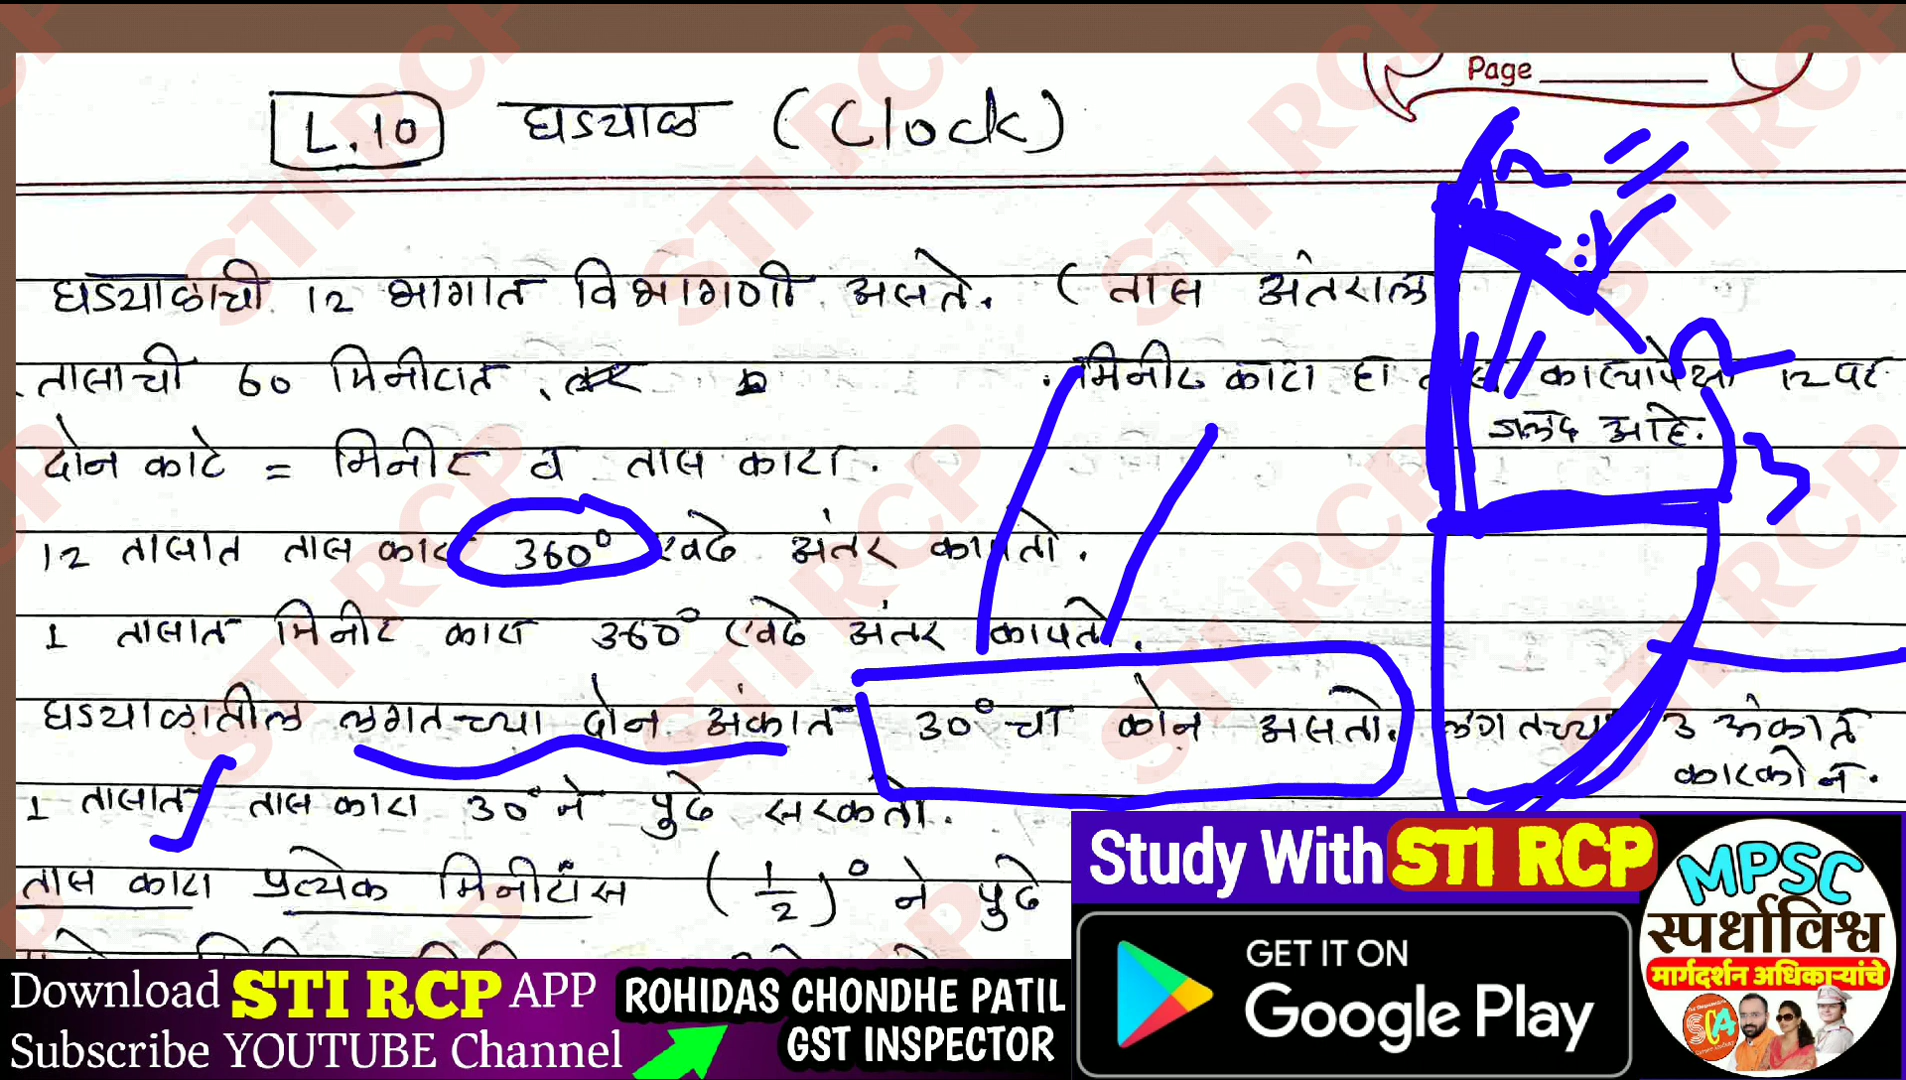 Page
L.10 घड्याळ (Clock)
घड्याळाची 12 भागात विभागणी असते. ( तास अंतराल
तासाची 60 मिनीटात
मिनीट काटा हा तास काट्यापेक्षा 12 पट
जलद आहे.
दोन काटे = मिनीट व तास काटा.
12 तासात तास काटा 360° एवढे अंतर कापतो.
1 तासात मिनीट काटा 360° एवढे अंतर कापतो.
घड्याळातील लगतच्या दोन अंकात 30° चा कोन असतो.
लगतच्या 3 अंकात
काटकोन.
1 तासात तास काटा 30° ने पुढे सरकतो.
तास काटा प्रत्येक मिनीटास (1/2)° ने पुढे
Study With STI RCP
GET IT ON
Google Play
MPSC
स्पर्धाविश्व
मार्गदर्शन अधिकाऱ्यांचे
Download STI RCP APP
Subscribe YOUTUBE Channel
ROHIDAS CHONDHE PATIL
GST INSPECTOR
STI RCP